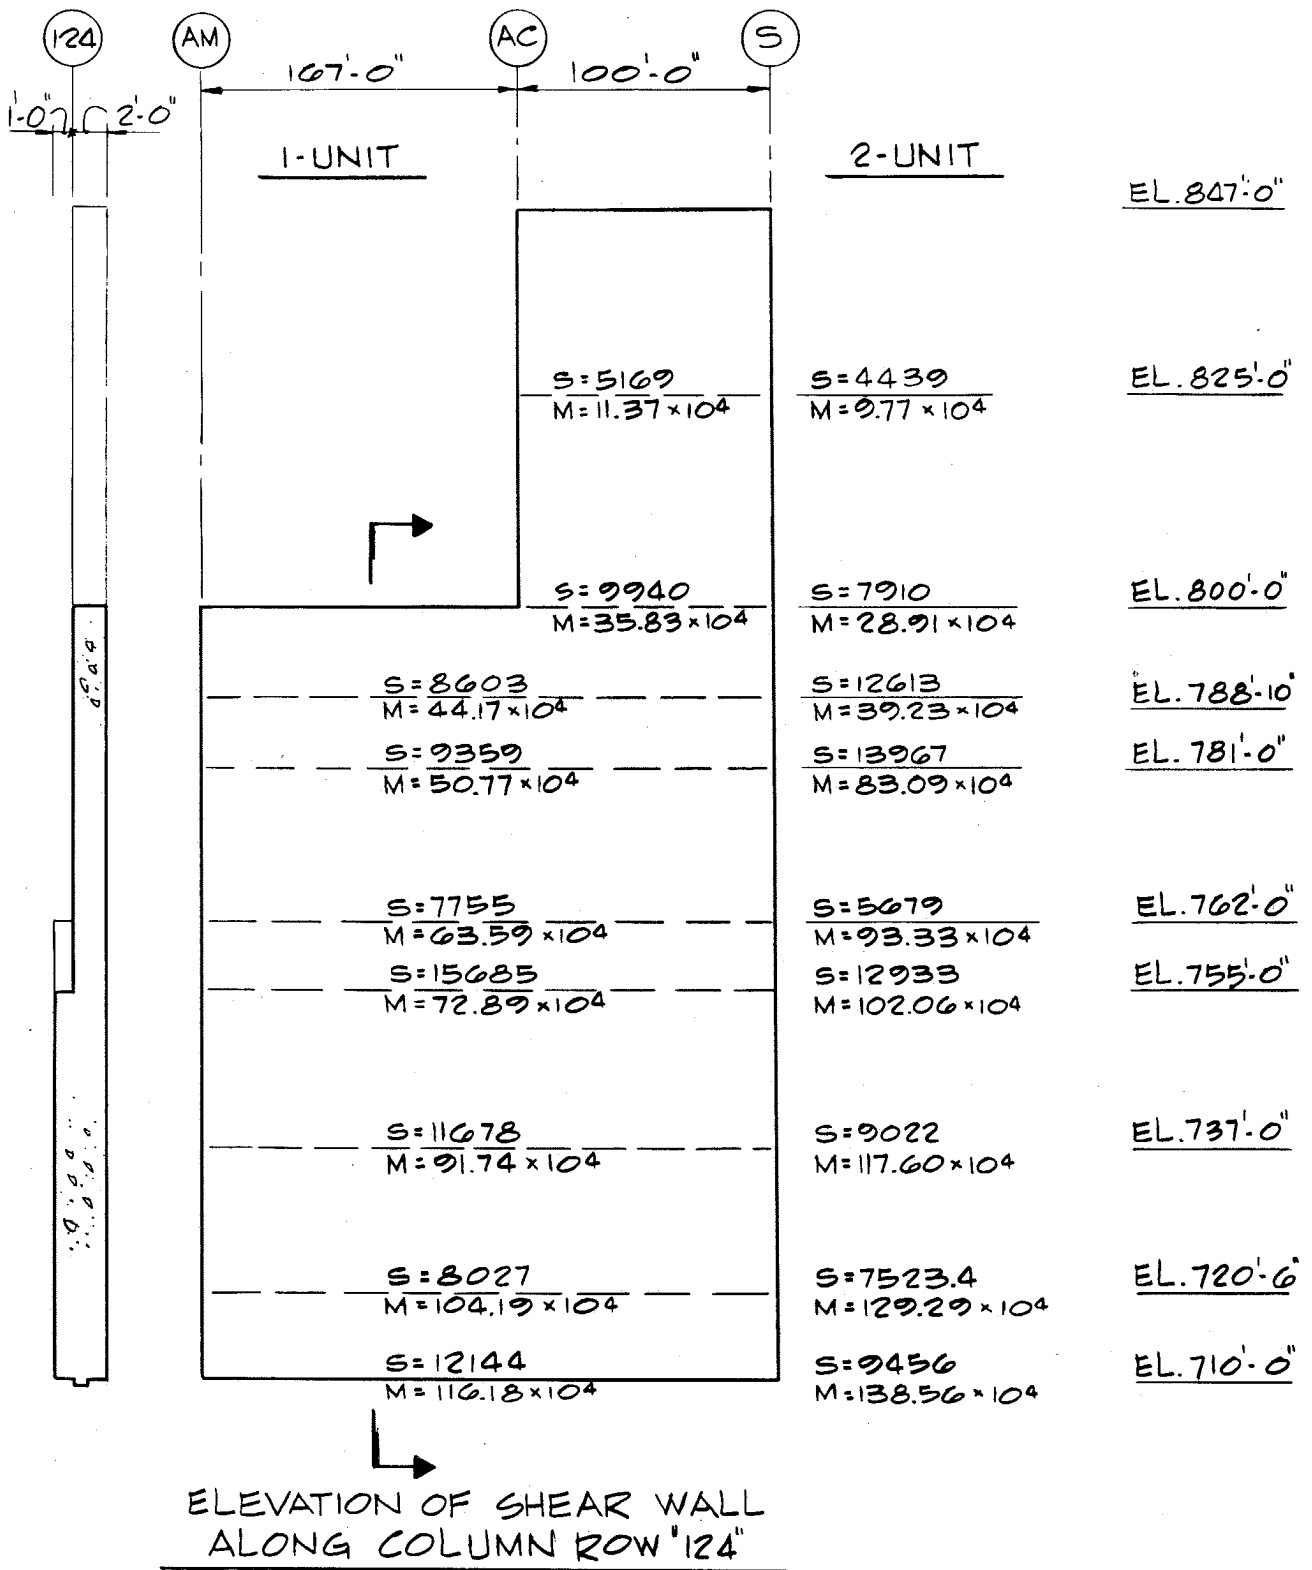 124 AM AC S
167'-0" 100'-0"
1'-0" 2'-0"
1-UNIT 2-UNIT
EL. 847'-0"
S=5169 S=4439 EL. 825'-0"
M=11.37×10⁴ M=9.77×10⁴
S=9940 S=7910 EL. 800'-0"
M=35.83×10⁴ M=28.91×10⁴
S=8603 S=12613 EL. 788'-10"
M=44.17×10⁴ M=39.23×10⁴
S=9359 S=13967 EL. 781'-0"
M=50.77×10⁴ M=83.09×10⁴
S=7755 S=5679 EL. 762'-0"
M=63.59×10⁴ M=93.33×10⁴
S=15685 S=12933 EL. 755'-0"
M=72.89×10⁴ M=102.06×10⁴
S=11678 S=9022 EL. 737'-0"
M=91.74×10⁴ M=117.60×10⁴
S=8027 S=7523.4 EL. 720'-6"
M=104.19×10⁴ M=129.29×10⁴
S=12144 S=9456 EL. 710'-0"
M=116.18×10⁴ M=138.56×10⁴
ELEVATION OF SHEAR WALL
ALONG COLUMN ROW "124"